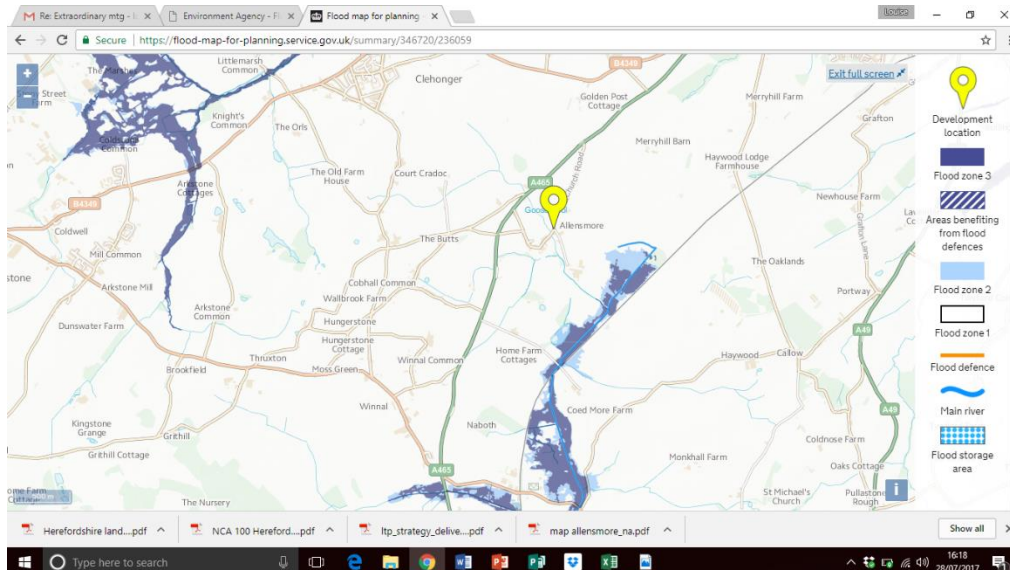 Re: Extraordinary mtg - l
Environment Agency - Fl
Flood map for planning
Louise
Secure
https://flood-map-for-planning.service.gov.uk/summary/346720/236059
Exit full screen
+
−
Littlemarsh
Common
Clehonger
B4349
Golden Post
Cottage
Merryhill Farm
Grafton
Street
Farm
Knight's
Common
The Orls
Merryhill Barn
Common
Haywood Lodge
Farmhouse
The Old Farm
House
Court Cradoc
A465
Church Road
Newhouse Farm
Arkstone
Cottages
B4349
Allensmore
Grafton Lane
Coldwell
The Butts
Mill Common
The Oaklands
Cobhall Common
Portway
Arkstone Mill
Wallbrook Farm
Arkstone
Common
Hungerstone
A49
Dunswater Farm
Hungerstone
Cottage
Home Farm
Cottages
Haywood
Callow
Thruxton
Winnal Common
Brookfield
Moss Green
Winnal
Coed More Farm
A49
Kingstone
Grange
Naboth
Coldnose Farm
Grithill
Grithill Cottage
Monkhall Farm
Oaks Cottage
A465
St Michael's
Church
Pullastone
Rough
The Nursery
i
Development
location
Flood zone 3
Areas benefiting
from flood
defences
Flood zone 2
Flood zone 1
Flood defence
Main river
Flood storage
area
Herefordshire land....pdf
NCA 100 Hereford...pdf
ltp_strategy_delive....pdf
map allensmore_na.pdf
Show all
Type here to search
16:18
28/07/2017